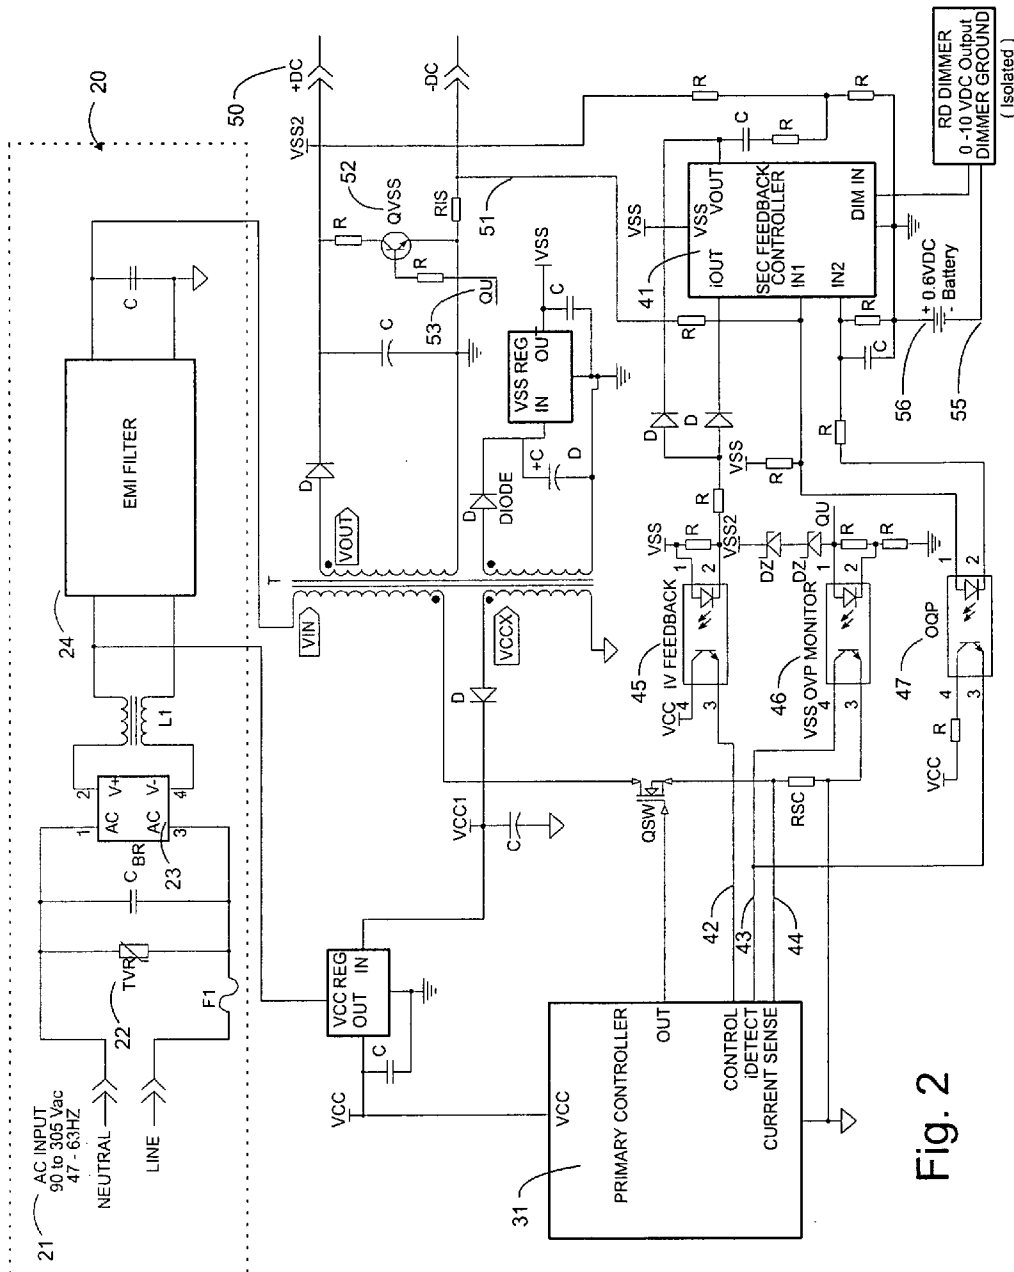 20
21
AC INPUT
90 to 305 Vac
47 - 63HZ
NEUTRAL
LINE
22
TVR
F1
C
BR
23
1
AC
2
V+
AC
V-
3
4
L1
24
EMI FILTER
C
VCC
C
VCC REG
OUT
IN
VCC1
C
D
T
VIN
VCCX
VOUT
D
D
DIODE
+C
D
VSS REG
IN
OUT
C
VSS
C
R
52
QVSS
R
53
QU
RIS
51
VSS2
50
+DC
-DC
31
PRIMARY CONTROLLER
VCC
OUT
CONTROL
iDETECT
CURRENT SENSE
42
43
44
QSW
RSC
45
IV FEEDBACK
VCC
4
3
1
2
VSS
R
R
D
D
46
VSS OVP MONITOR
4
3
1
2
VSS2
DZ
DZ
QU
R
R
VSS
R
47
OQP
VCC
R
4
3
1
2
R
C
R
R
41
iOUT
VSS
VSS
VOUT
SEC FEEDBACK
CONTROLLER
IN1
IN2
DIM IN
C
R
R
R
56
+ 0.6VDC
- Battery
55
RD DIMMER
0 -10 VDC Output
DIMMER GROUND
( Isolated )
Fig. 2